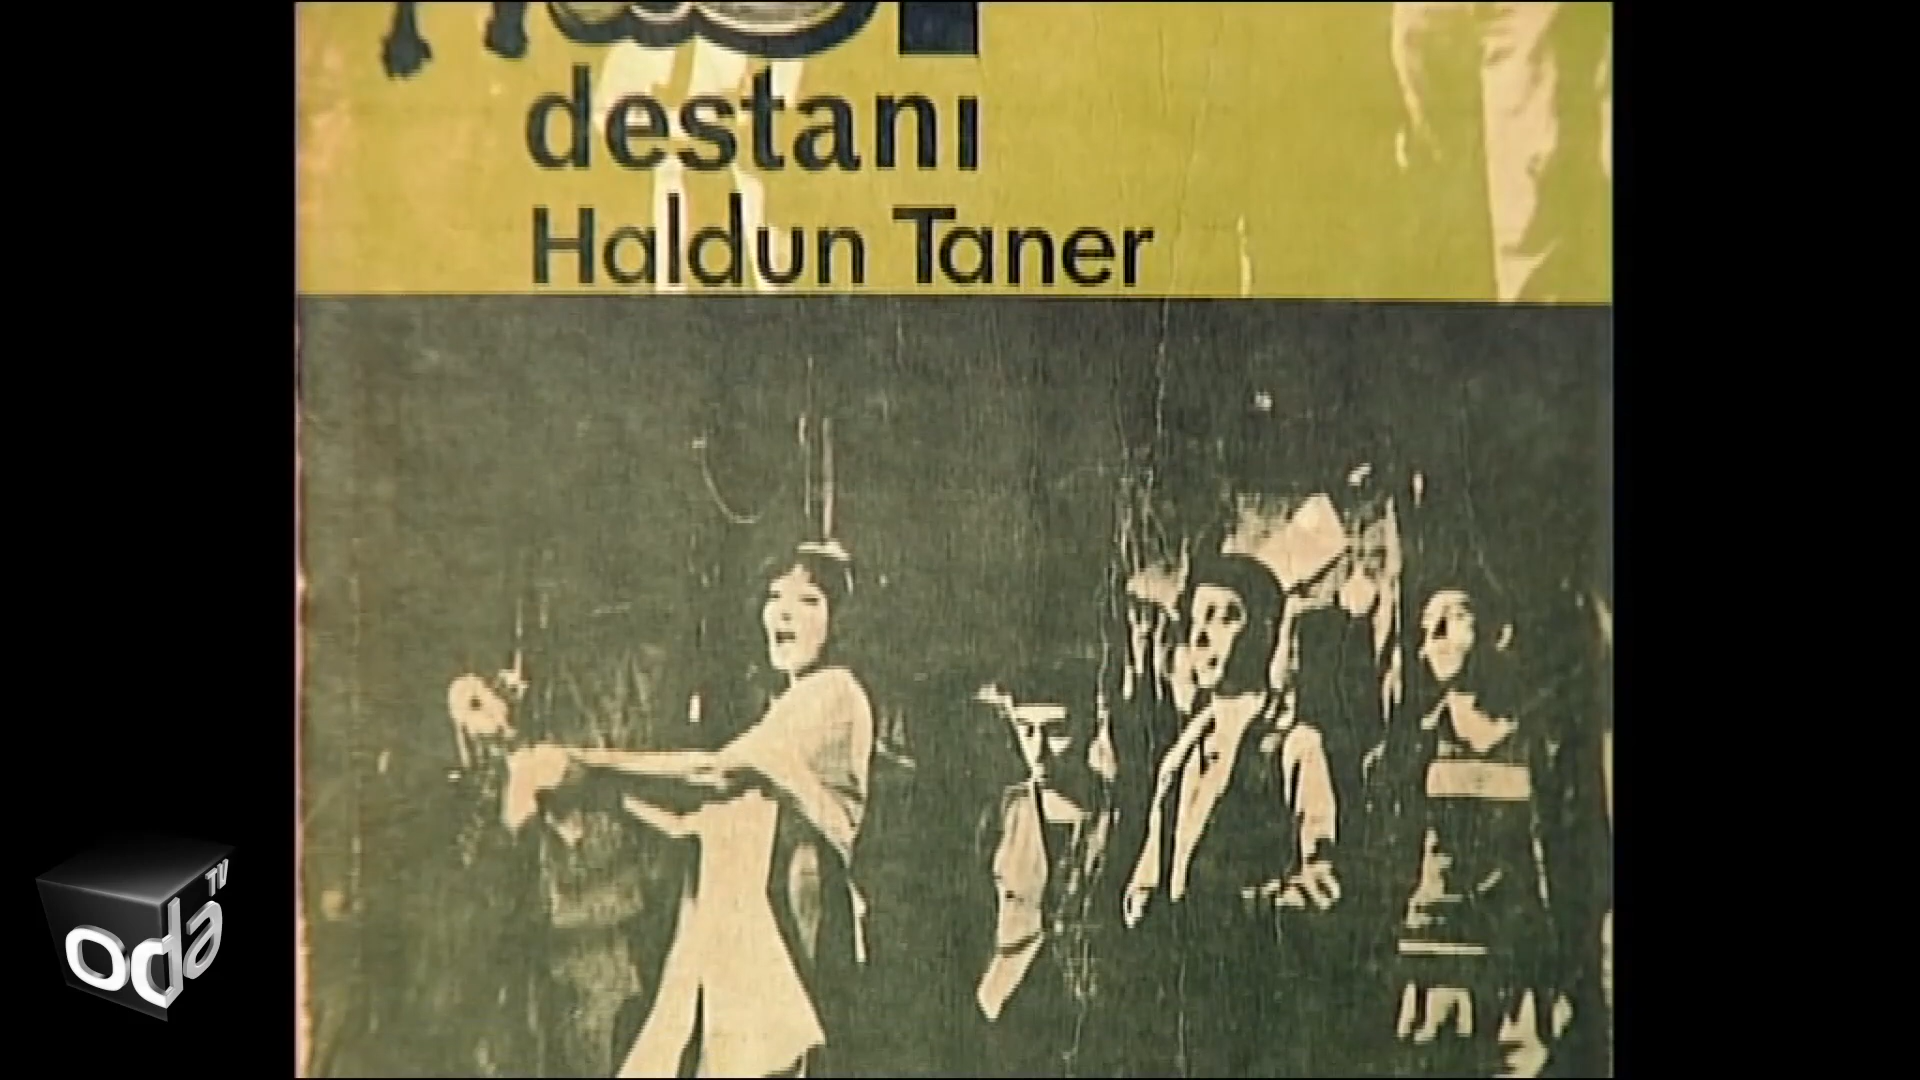 destanı
Haldun Taner
oda
TV